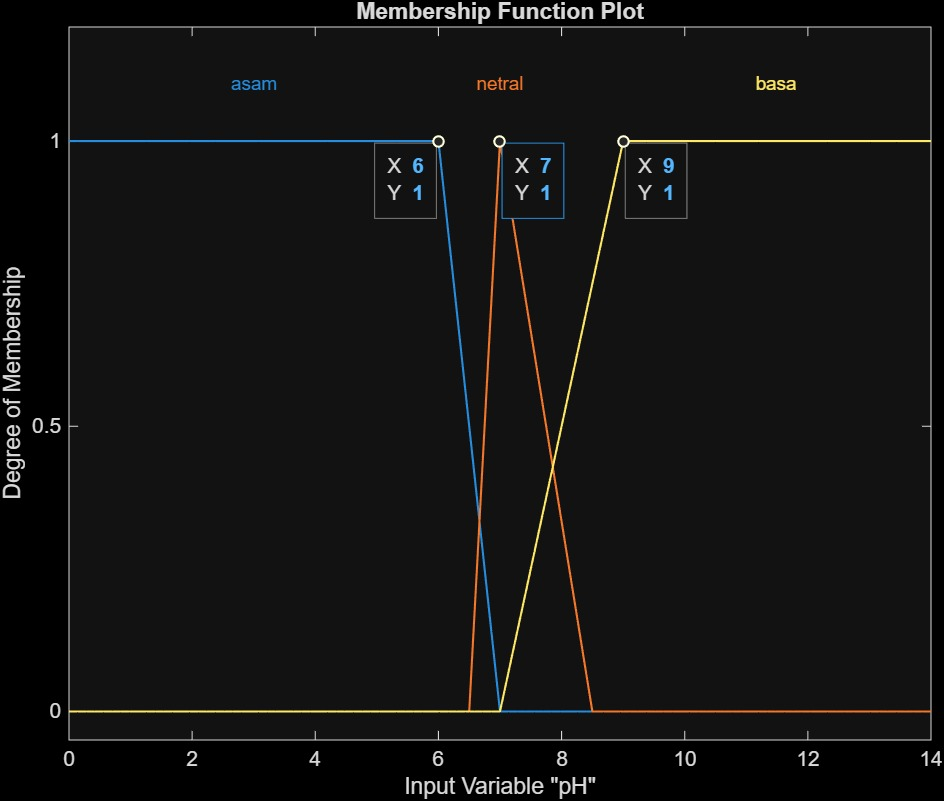 Membership Function Plot
asam netral basa
1
X 6
Y 1
X 7
Y 1
X 9
Y 1
Degree of Membership
0.5
0
0 2 4 6 8 10 12 14
Input Variable "pH"